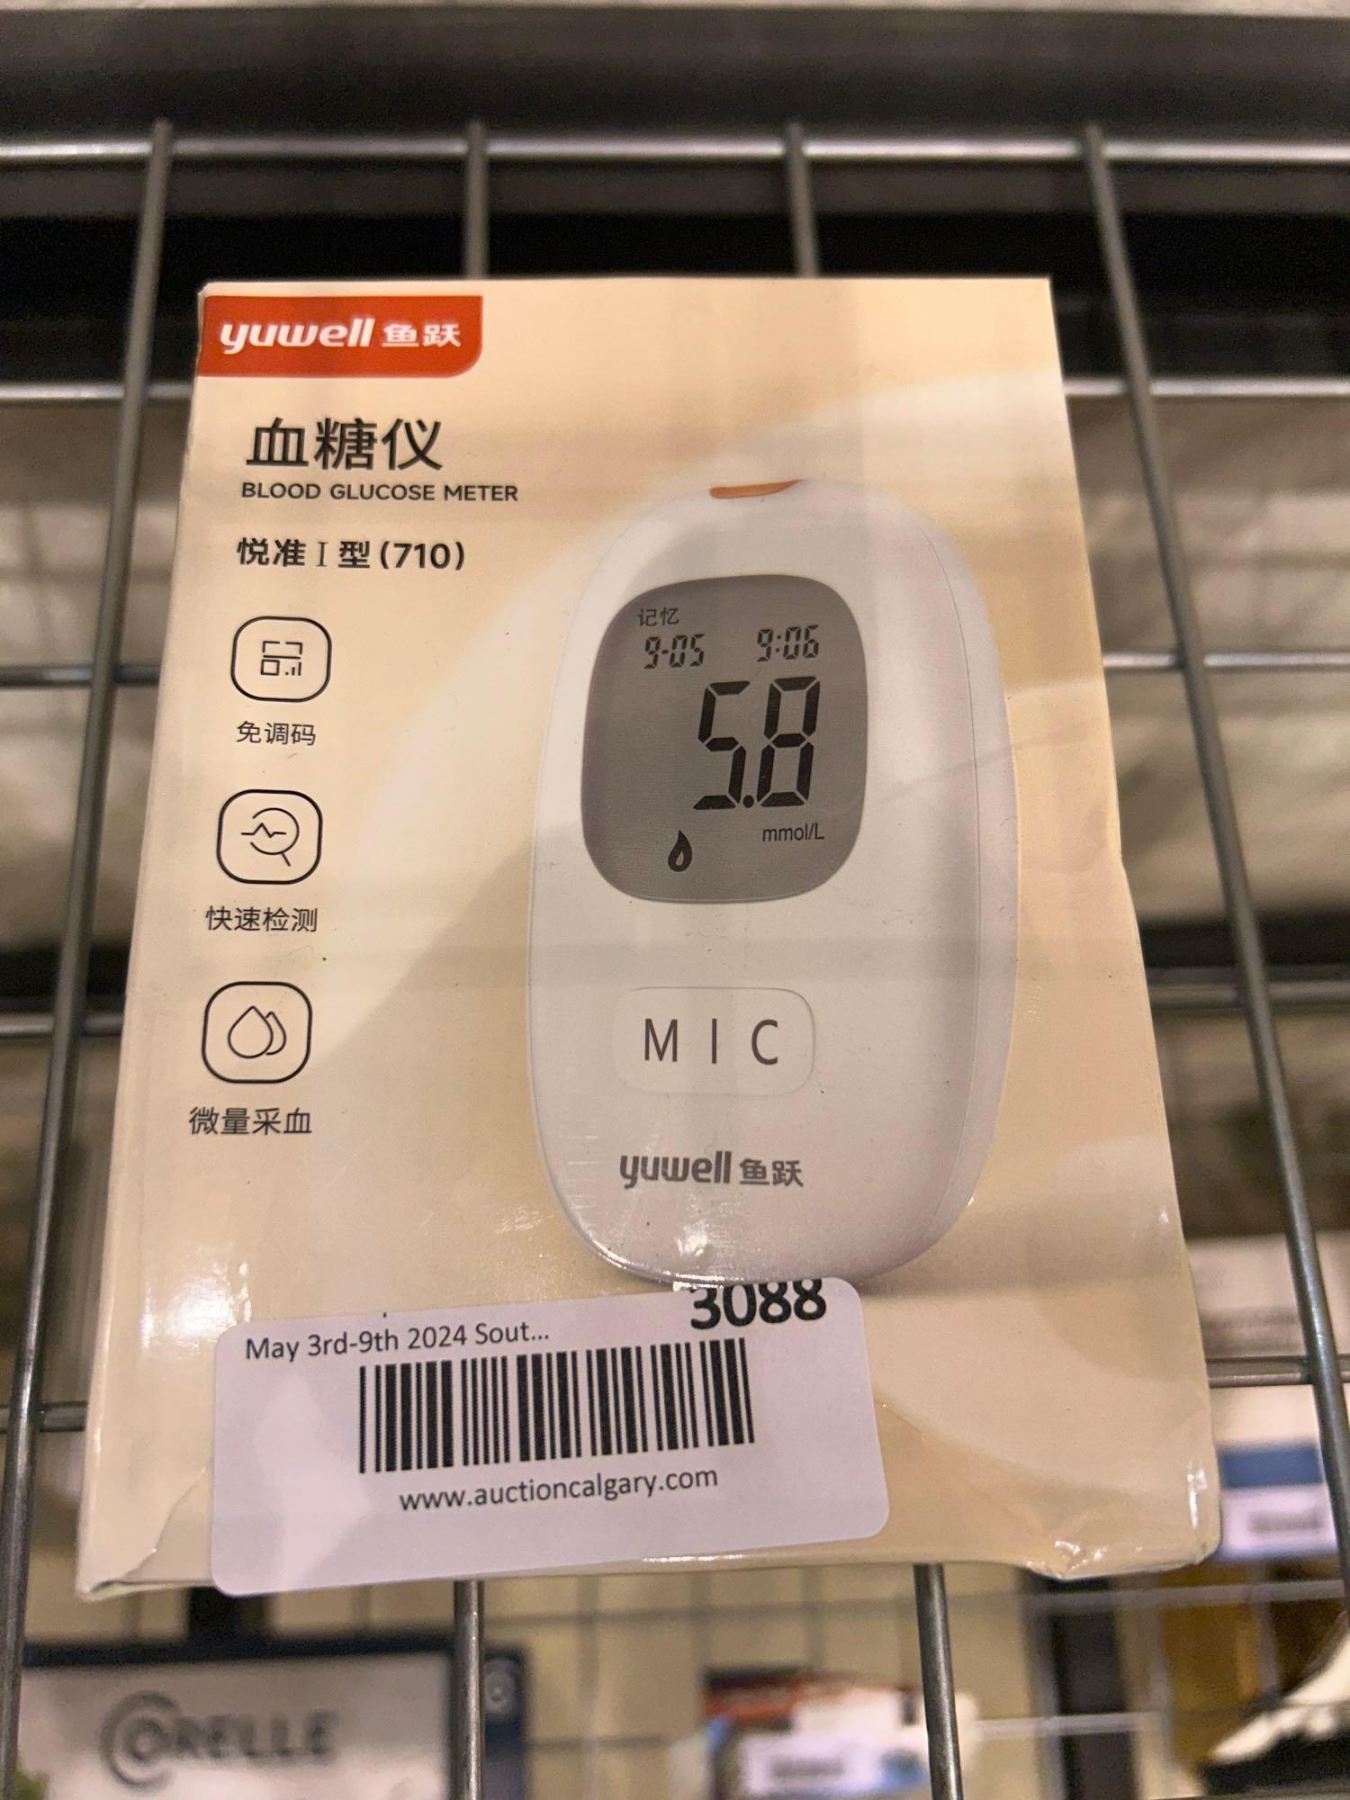 yuwell 鱼跃
血糖仪
BLOOD GLUCOSE METER
悦准 I 型 (710)
免调码
快速检测
微量采血
记忆
9-05 9:06
5.8
mmol/L
M I C
yuwell 鱼跃
3088
May 3rd-9th 2024 Sout...
www.auctioncalgary.com
CORELLE